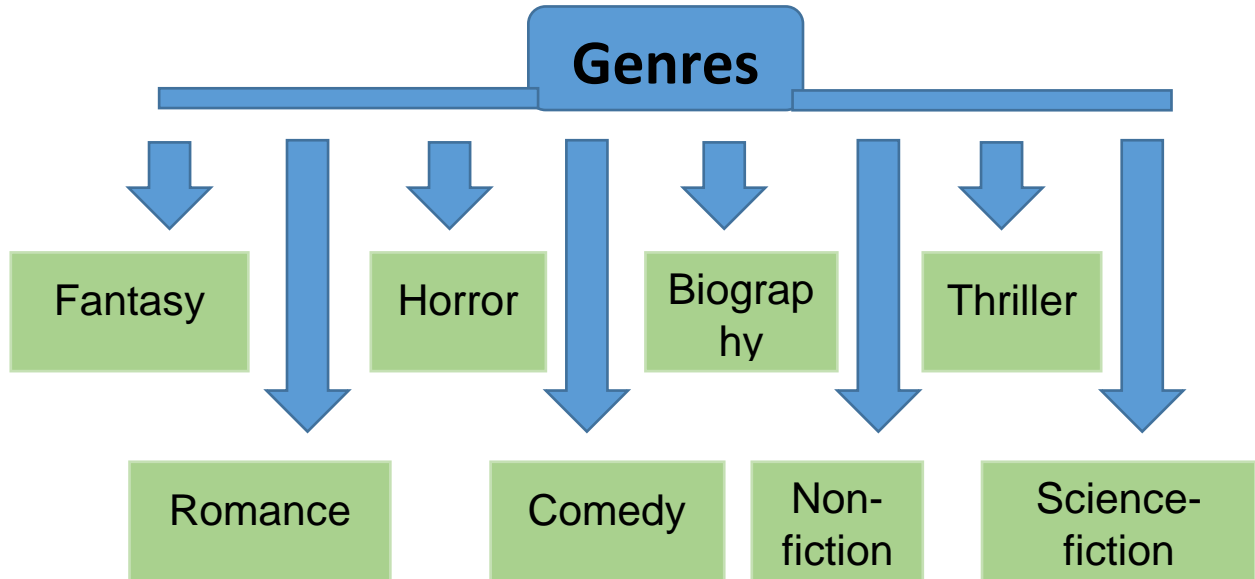 Genres
Fantasy
Horror
Biograp
hy
Thriller
Romance
Comedy
Non-
fiction
Science-
fiction